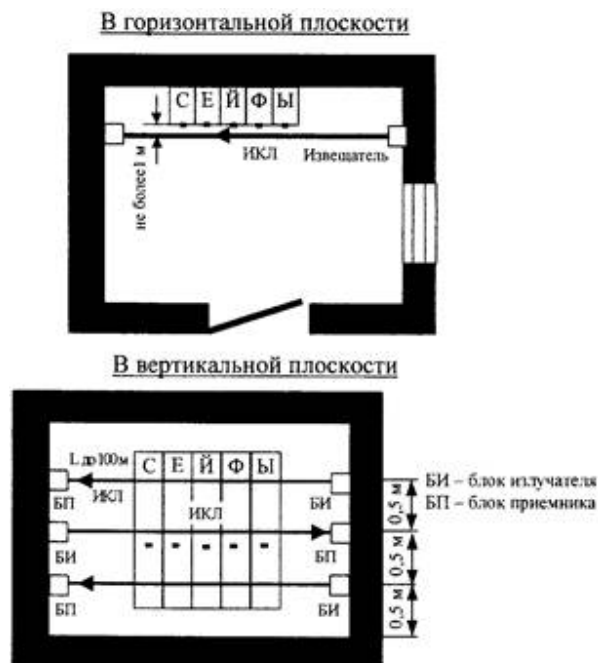 В горизонтальной плоскости
С Е Й Ф Ы
ИКЛ Извещатель
не более 1 м
В вертикальной плоскости
L до 100м С Е Й Ф Ы
БИ – блок излучателя
БП ИКЛ ИКЛ БИ 0,5 м БП – блок приемника
БИ БП 0,5 м
БП БИ 0,5 м